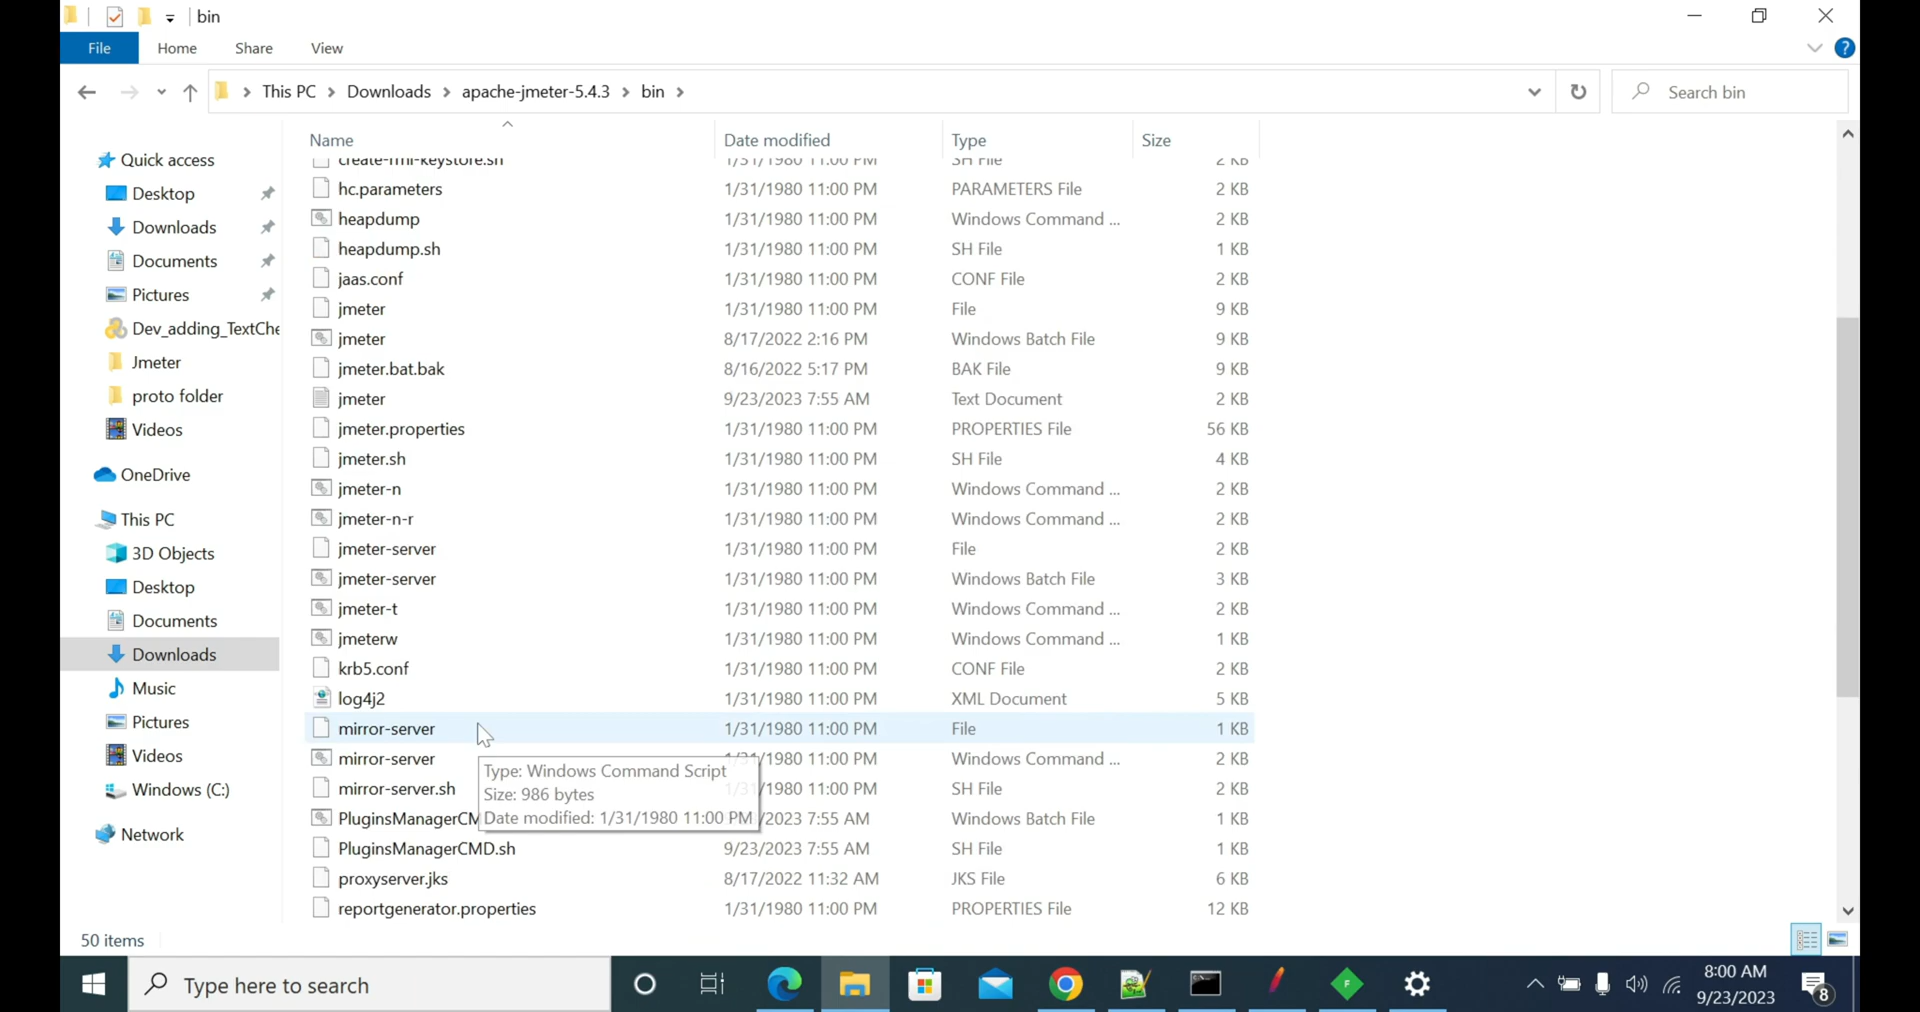 bin
File Home Share View
This PC Downloads apache-jmeter-5.4.3 bin
Search bin
Name Date modified Type Size
create-rmi-keystore.sh 1/31/1980 11:00 PM SH File 2 KB
hc.parameters 1/31/1980 11:00 PM PARAMETERS File 2 KB
heapdump 1/31/1980 11:00 PM Windows Command ... 2 KB
heapdump.sh 1/31/1980 11:00 PM SH File 1 KB
jaas.conf 1/31/1980 11:00 PM CONF File 2 KB
jmeter 1/31/1980 11:00 PM File 9 KB
jmeter 8/17/2022 2:16 PM Windows Batch File 9 KB
jmeter.bat.bak 8/16/2022 5:17 PM BAK File 9 KB
jmeter 9/23/2023 7:55 AM Text Document 2 KB
jmeter.properties 1/31/1980 11:00 PM PROPERTIES File 56 KB
jmeter.sh 1/31/1980 11:00 PM SH File 4 KB
jmeter-n 1/31/1980 11:00 PM Windows Command ... 2 KB
jmeter-n-r 1/31/1980 11:00 PM Windows Command ... 2 KB
jmeter-server 1/31/1980 11:00 PM File 2 KB
jmeter-server 1/31/1980 11:00 PM Windows Batch File 3 KB
jmeter-t 1/31/1980 11:00 PM Windows Command ... 2 KB
jmeterw 1/31/1980 11:00 PM Windows Command ... 1 KB
krb5.conf 1/31/1980 11:00 PM CONF File 2 KB
log4j2 1/31/1980 11:00 PM XML Document 5 KB
mirror-server 1/31/1980 11:00 PM File 1 KB
mirror-server 1/31/1980 11:00 PM Windows Command ... 2 KB
mirror-server.sh 1/31/1980 11:00 PM SH File 2 KB
PluginsManagerCM /2023 7:55 AM Windows Batch File 1 KB
PluginsManagerCMD.sh 9/23/2023 7:55 AM SH File 1 KB
proxyserver.jks 8/17/2022 11:32 AM JKS File 6 KB
reportgenerator.properties 1/31/1980 11:00 PM PROPERTIES File 12 KB
Type: Windows Command Script
Size: 986 bytes
Date modified: 1/31/1980 11:00 PM
Quick access
Desktop
Downloads
Documents
Pictures
Dev_adding_TextChe
Jmeter
proto folder
Videos
OneDrive
This PC
3D Objects
Desktop
Documents
Downloads
Music
Pictures
Videos
Windows (C:)
Network
50 items
Type here to search
8:00 AM
9/23/2023
8